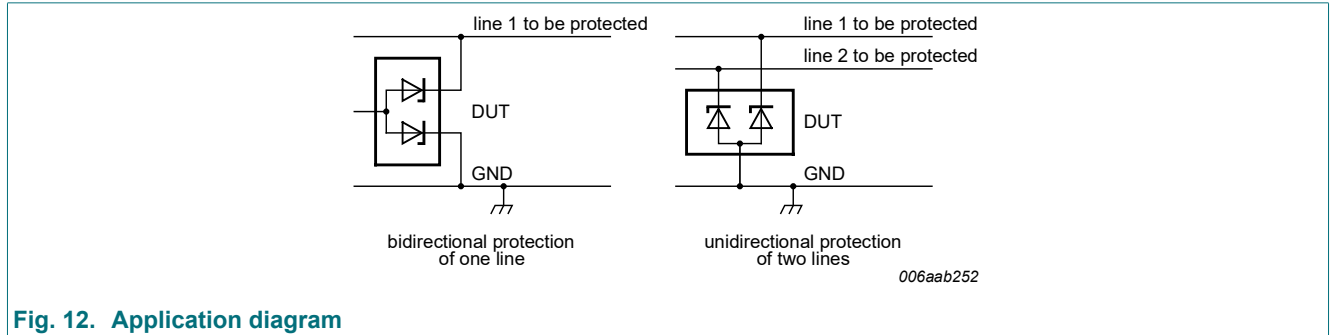 line 1 to be protected
DUT
GND
bidirectional protection
of one line
line 1 to be protected
line 2 to be protected
DUT
GND
unidirectional protection
of two lines
006aab252
Fig. 12. Application diagram